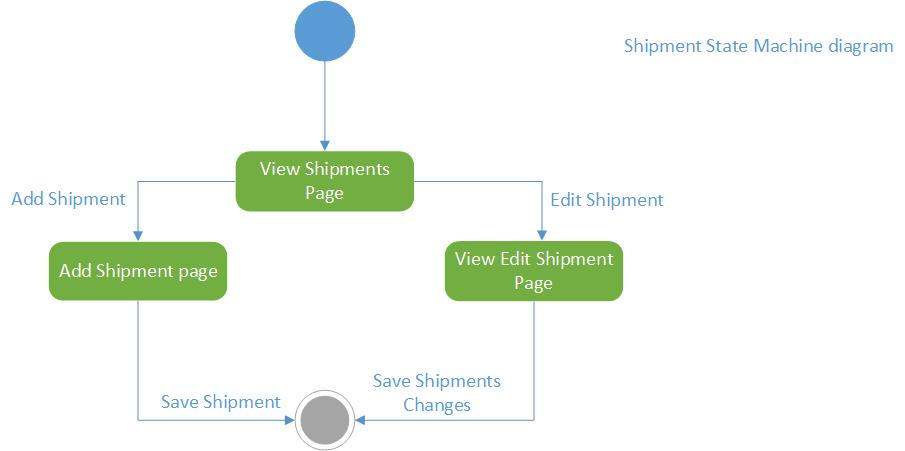 Shipment State Machine diagram
View Shipments
Page
Add Shipment
Edit Shipment
Add Shipment page
View Edit Shipment
Page
Save Shipment
Save Shipments
Changes